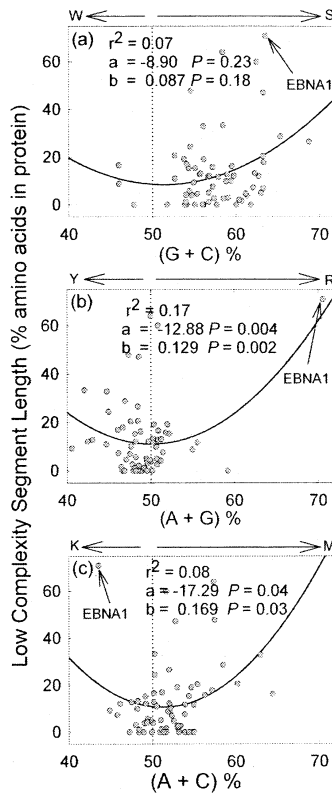 W S
(a) r² = 0.07
a = -8.90 P = 0.23
b = 0.087 P = 0.18
EBNA1
80
60
40
20
0
40 50 60 70
(G + C) %
Y R
(b) r² = 0.17
a = -12.88 P = 0.004
b = 0.129 P = 0.002
EBNA1
60
40
20
0
40 50 60 70
(A + G) %
K M
(c) r² = 0.08
a = -17.29 P = 0.04
b = 0.169 P = 0.03
EBNA1
60
40
20
0
40 50 60 70
(A + C) %
Low Complexity Segment Length (% amino acids in protein)